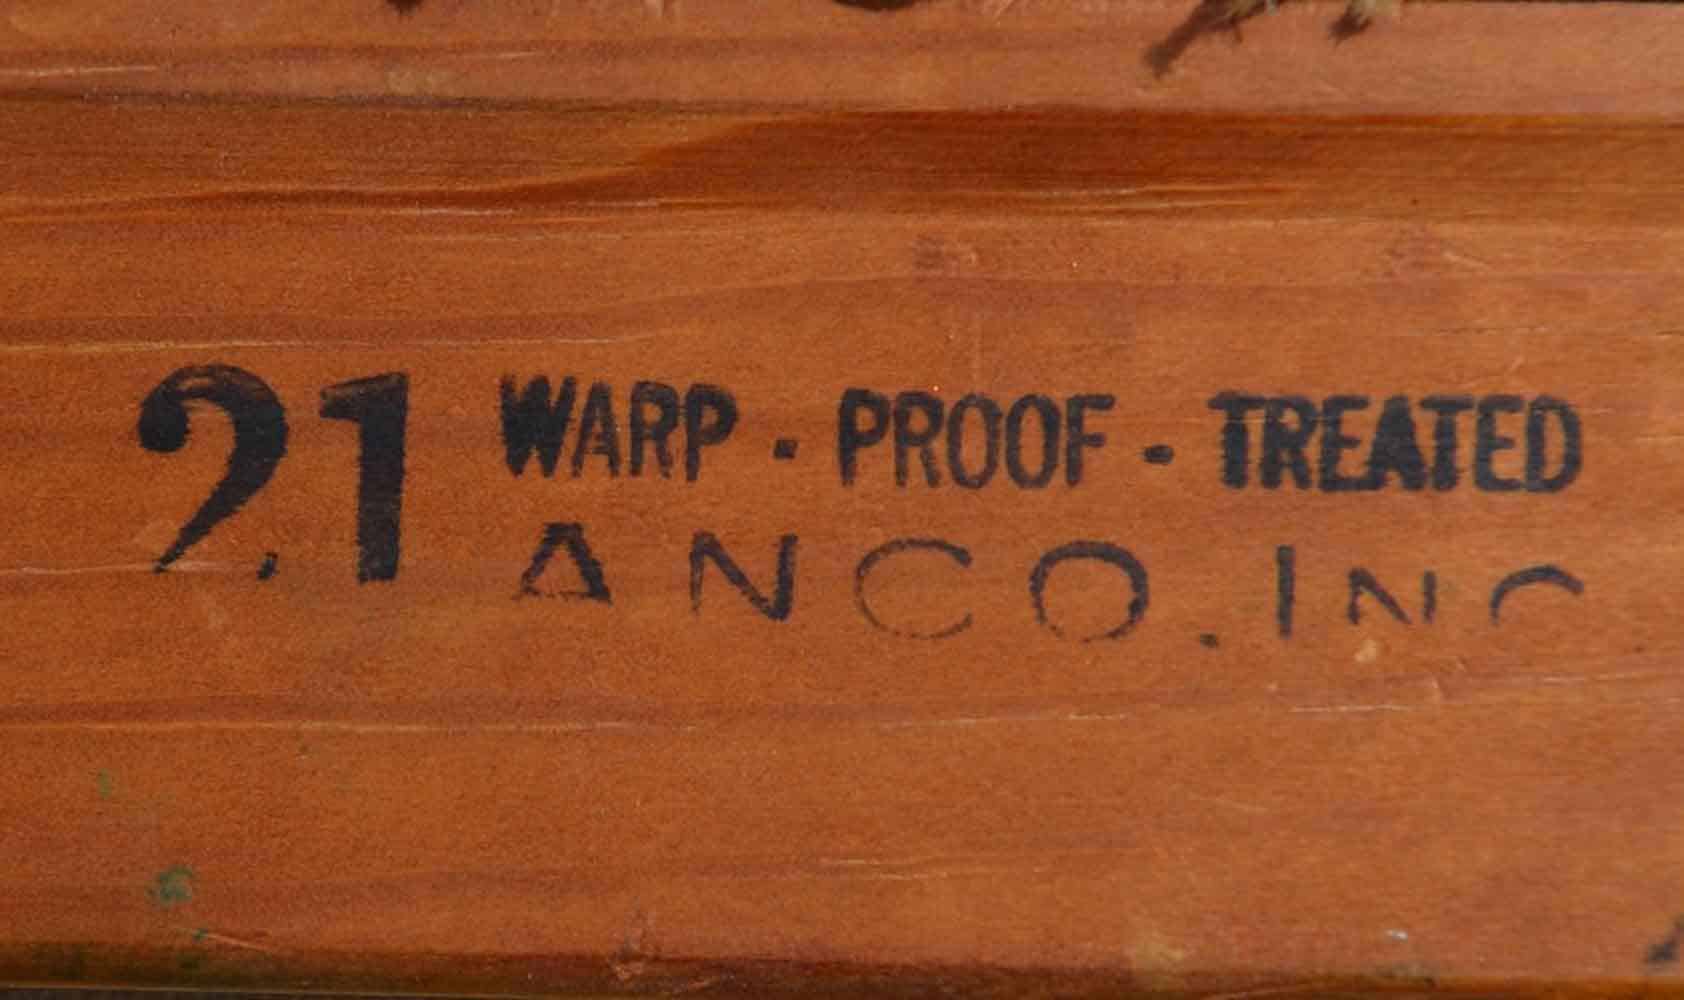 21 WARP - PROOF - TREATED
ANCO. INC